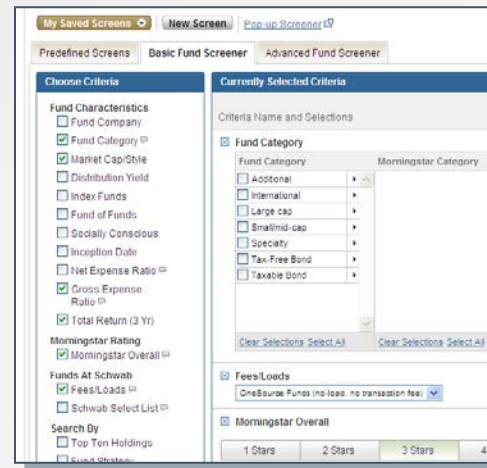 My Saved Screens
New Screen
Pop-up Screener
Predefined Screens
Basic Fund Screener
Advanced Fund Screener
Choose Criteria
Fund Characteristics
Fund Company
Fund Category
Market Cap/Style
Distribution Yield
Index Funds
Fund of Funds
Socially Conscious
Inception Date
Net Expense Ratio
Gross Expense
Ratio
Total Return (3 Yr)
Morningstar Rating
Morningstar Overall
Funds At Schwab
Fees/Loads
Schwab Select List
Search By
Top Ten Holdings
Fund Strategy
Currently Selected Criteria
Criteria Name and Selections
Fund Category
Fund Category
Morningstar Category
Additional
International
Large cap
Small/mid-cap
Specialty
Tax-Free Bond
Taxable Bond
Clear Selections Select All
Clear Selections Select All
Fees/Loads
OneSource Funds (no-load, no transaction fee)
Morningstar Overall
1 Stars
2 Stars
3 Stars
4